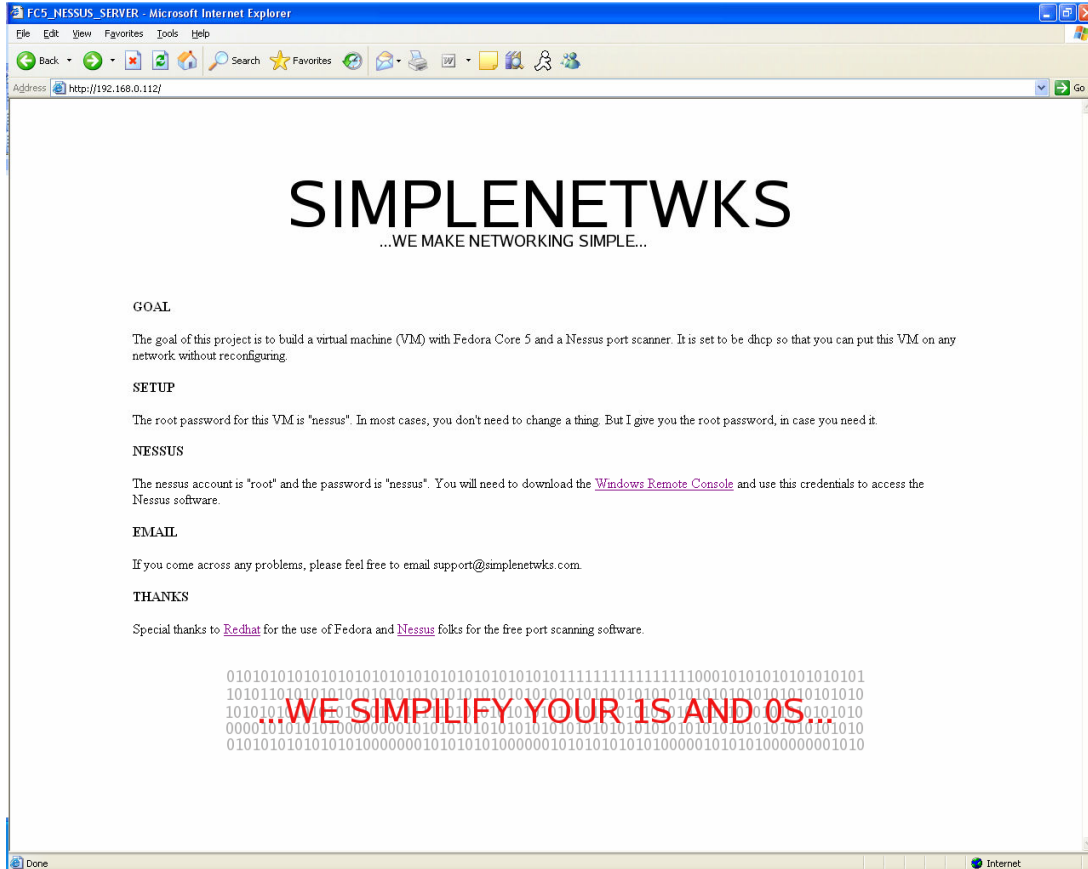 FC5_NESSUS_SERVER - Microsoft Internet Explorer
File Edit View Favorites Tools Help
Back Search Favorites
Address http://192.168.0.112/ Go
SIMPLENETWKS
...WE MAKE NETWORKING SIMPLE...
GOAL
The goal of this project is to build a virtual machine (VM) with Fedora Core 5 and a Nessus port scanner. It is set to be dhcp so that you can put this VM on any
network without reconfiguring.
SETUP
The root password for this VM is "nessus". In most cases, you don't need to change a thing. But I give you the root password, in case you need it.
NESSUS
The nessus account is "root" and the password is "nessus". You will need to download the Windows Remote Console and use this credentials to access the
Nessus software.
EMAIL
If you come across any problems, please feel free to email support@simplenetwks.com.
THANKS
Special thanks to Redhat for the use of Fedora and Nessus folks for the free port scanning software.
...WE SIMPILIFY YOUR 1S AND 0S...
Done Internet